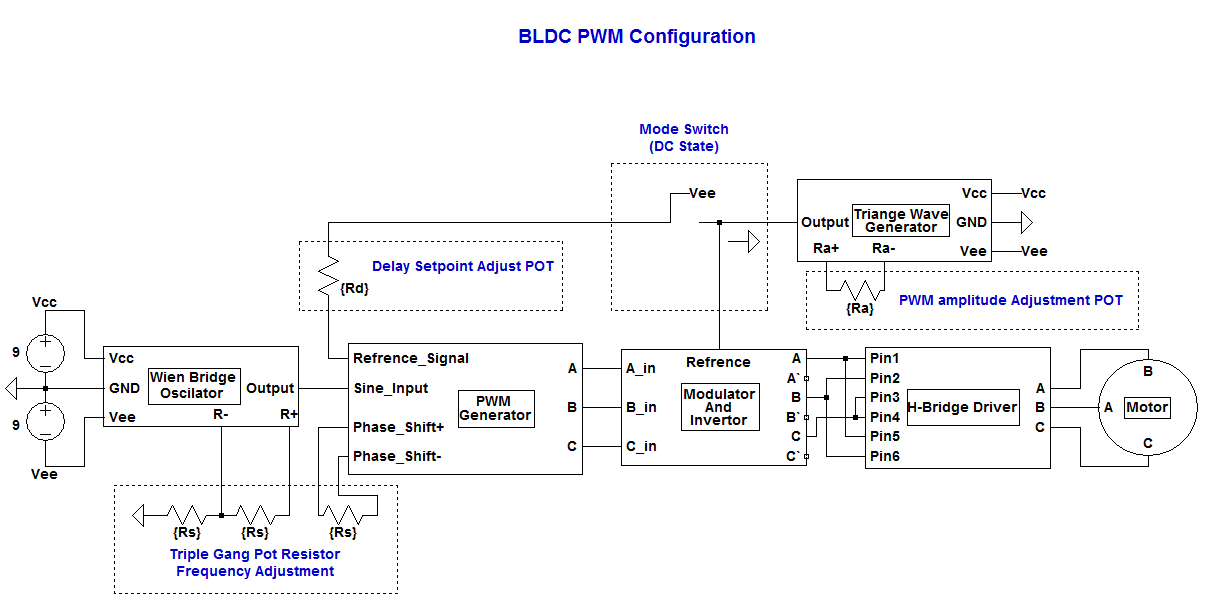 BLDC PWM Configuration
Mode Switch
(DC State)
Vee
Vcc
Vcc
Output
Triange Wave
Generator
GND
Ra+
Ra-
Vee
Vee
Delay Setpoint Adjust POT
{Rd}
PWM amplitude Adjustment POT
{Ra}
Vcc
9
9
Vee
Vcc
GND
Vee
Wien Bridge
Oscilator
Output
R-
R+
Refrence_Signal
Sine_Input
Phase_Shift+
Phase_Shift-
PWM
Generator
A
B
C
A_in
B_in
C_in
Refrence
Modulator
And
Invertor
A
A`
B
B`
C
C`
Pin1
Pin2
Pin3
Pin4
Pin5
Pin6
H-Bridge Driver
A
B
C
B
A
Motor
C
{Rs}
{Rs}
{Rs}
Triple Gang Pot Resistor
Frequency Adjustment